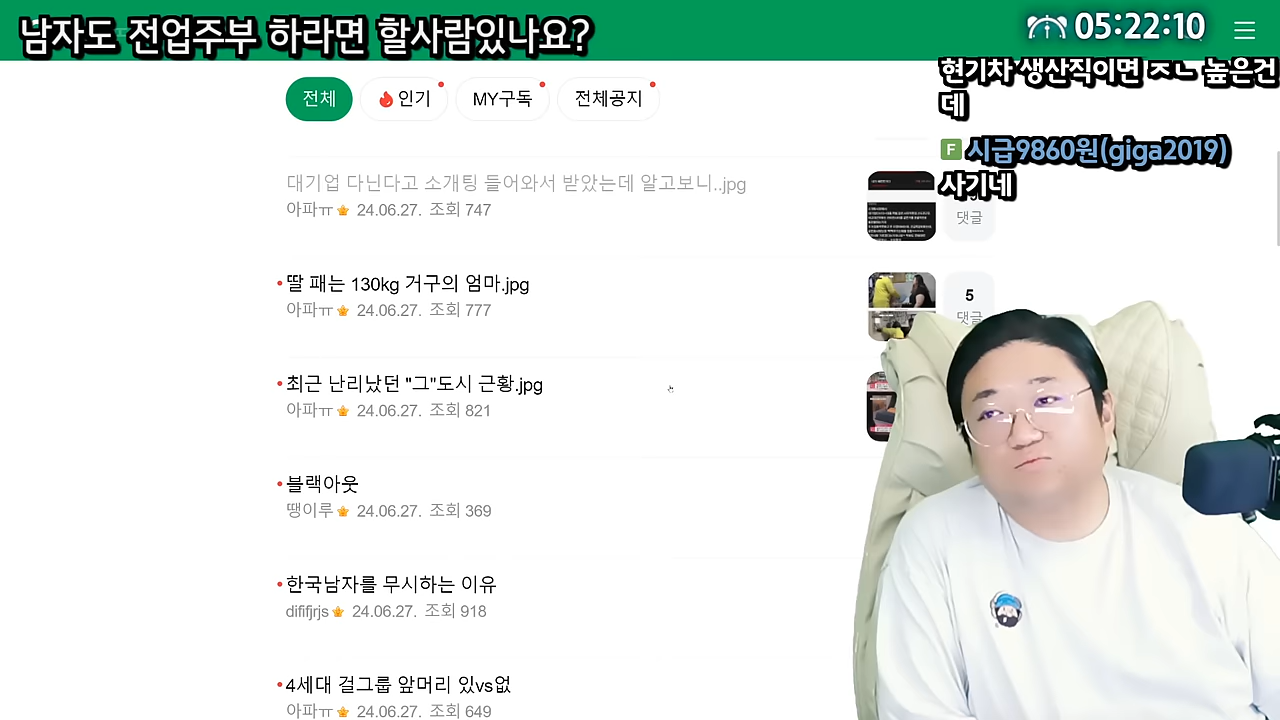 남자도 전업주부 하라면 할사람있나요?
05:22:10
전체
인기
MY구독
전체공지
현기차 생산직이면 ㅈㄴ 높은건
데
F 시급9860원(giga2019)
사기네
대기업 다닌다고 소개팅 들어와서 받았는데 알고보니..jpg
아파ㅠ 24.06.27. 조회 747
댓글
딸 패는 130kg 거구의 엄마.jpg
아파ㅠ 24.06.27. 조회 777
5
댓글
최근 난리났던 "그"도시 근황.jpg
아파ㅠ 24.06.27. 조회 821
블랙아웃
땡이루 24.06.27. 조회 369
한국남자를 무시하는 이유
dififjrjs 24.06.27. 조회 918
4세대 걸그룹 앞머리 있vs없
아파ㅠ 24.06.27. 조회 649